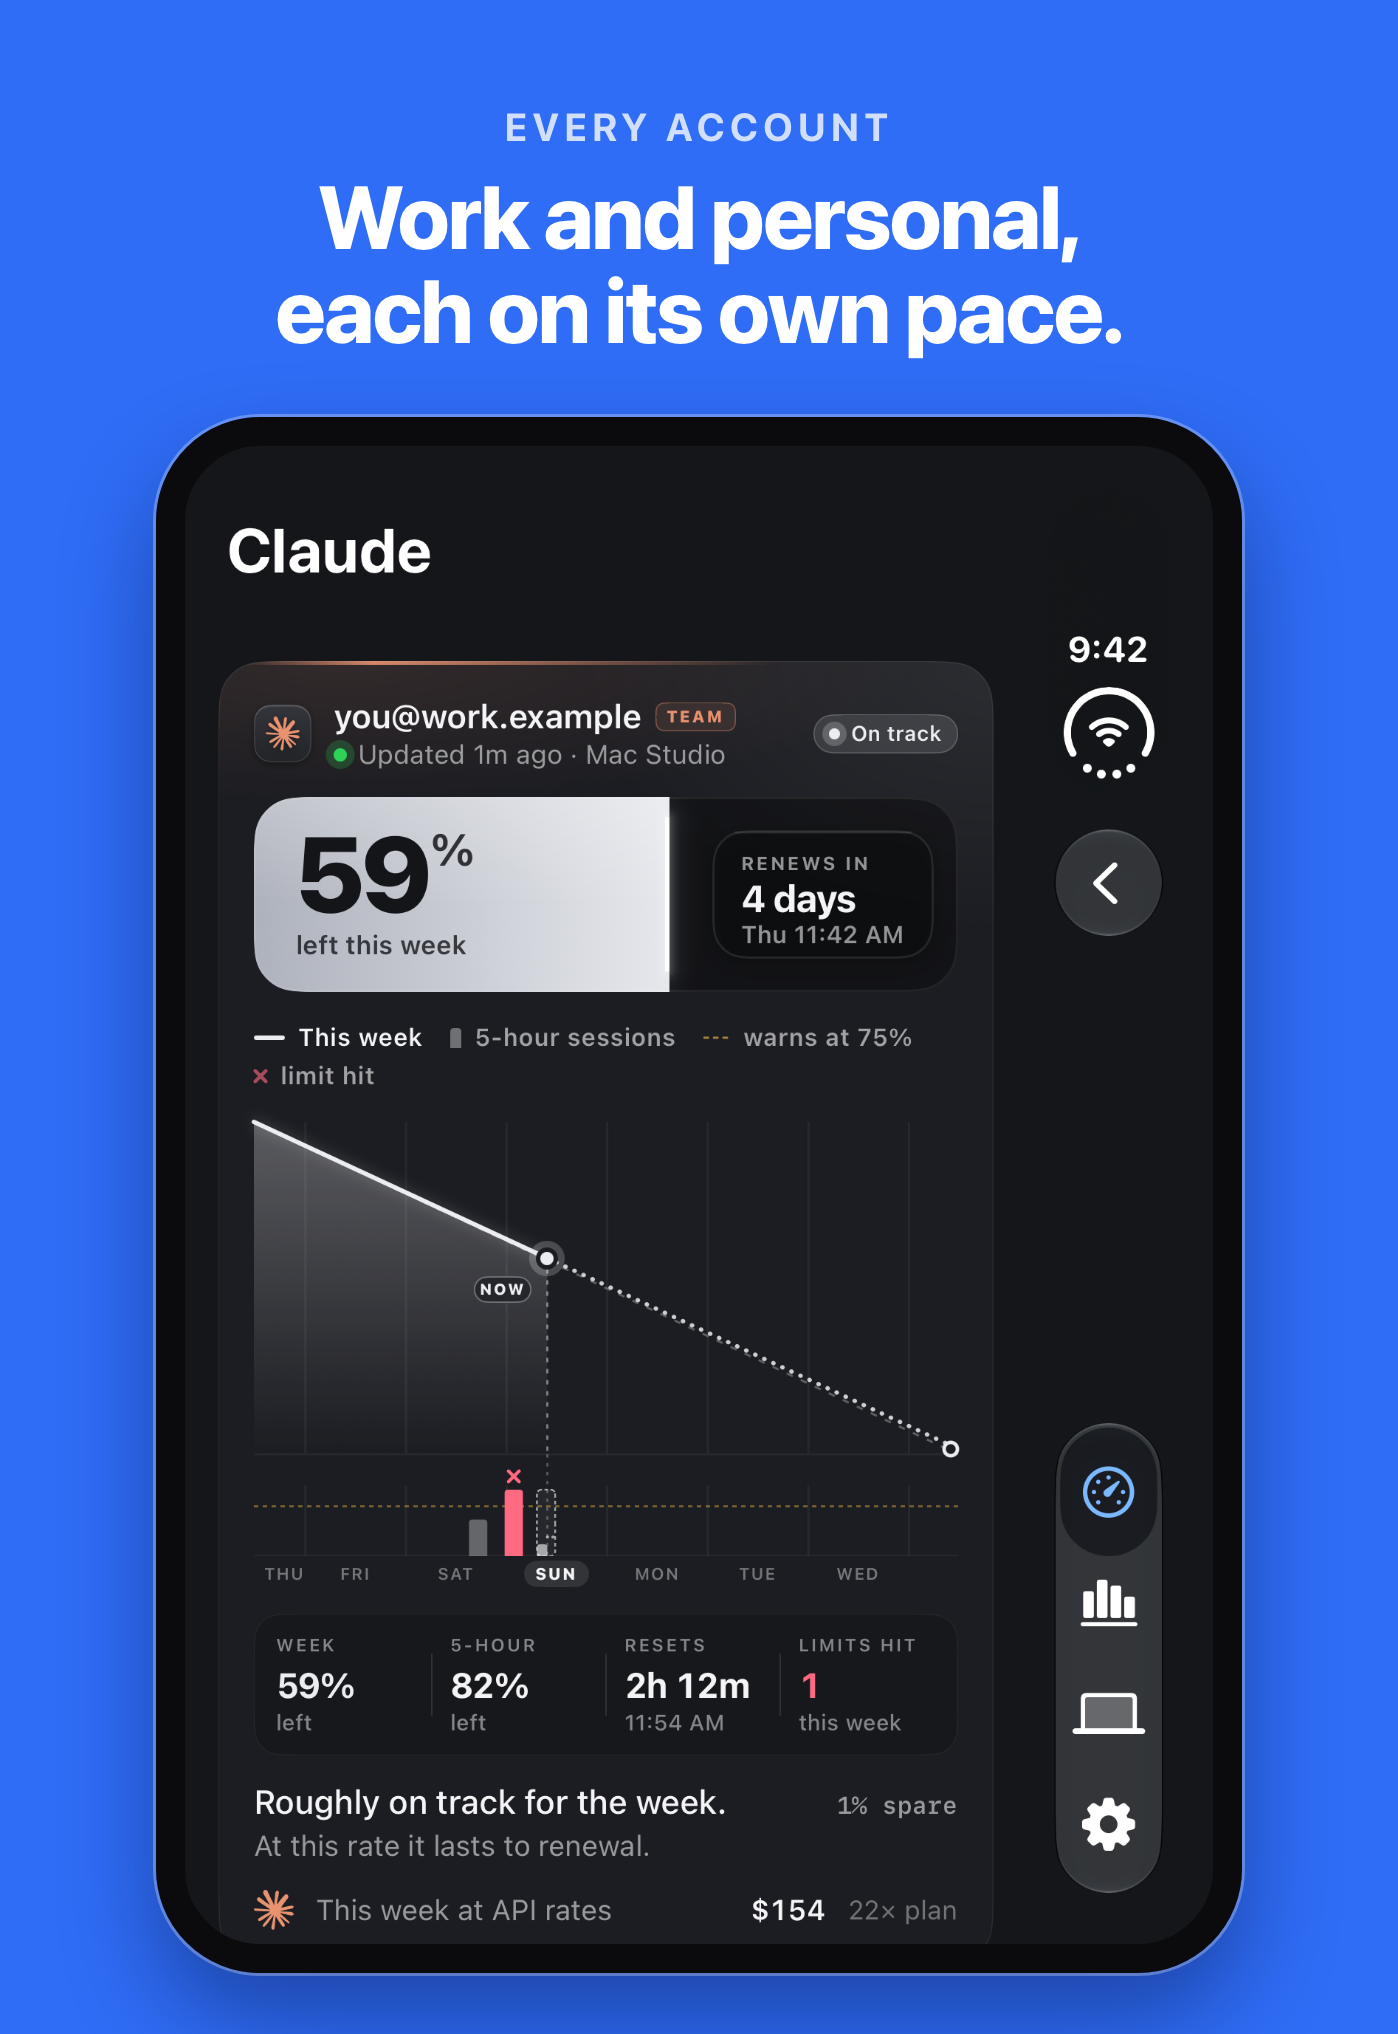 EVERY ACCOUNT
Work and personal,
each on its own pace.
Claude
9:42
you@work.example TEAM
Updated 1m ago · Mac Studio
On track
59%
left this week
RENEWS IN
4 days
Thu 11:42 AM
This week 5-hour sessions warns at 75%
limit hit
NOW
THU FRI SAT SUN MON TUE WED
WEEK 5-HOUR RESETS LIMITS HIT
59% 82% 2h 12m 1
left left 11:54 AM this week
Roughly on track for the week. 1% spare
At this rate it lasts to renewal.
This week at API rates $154 22× plan